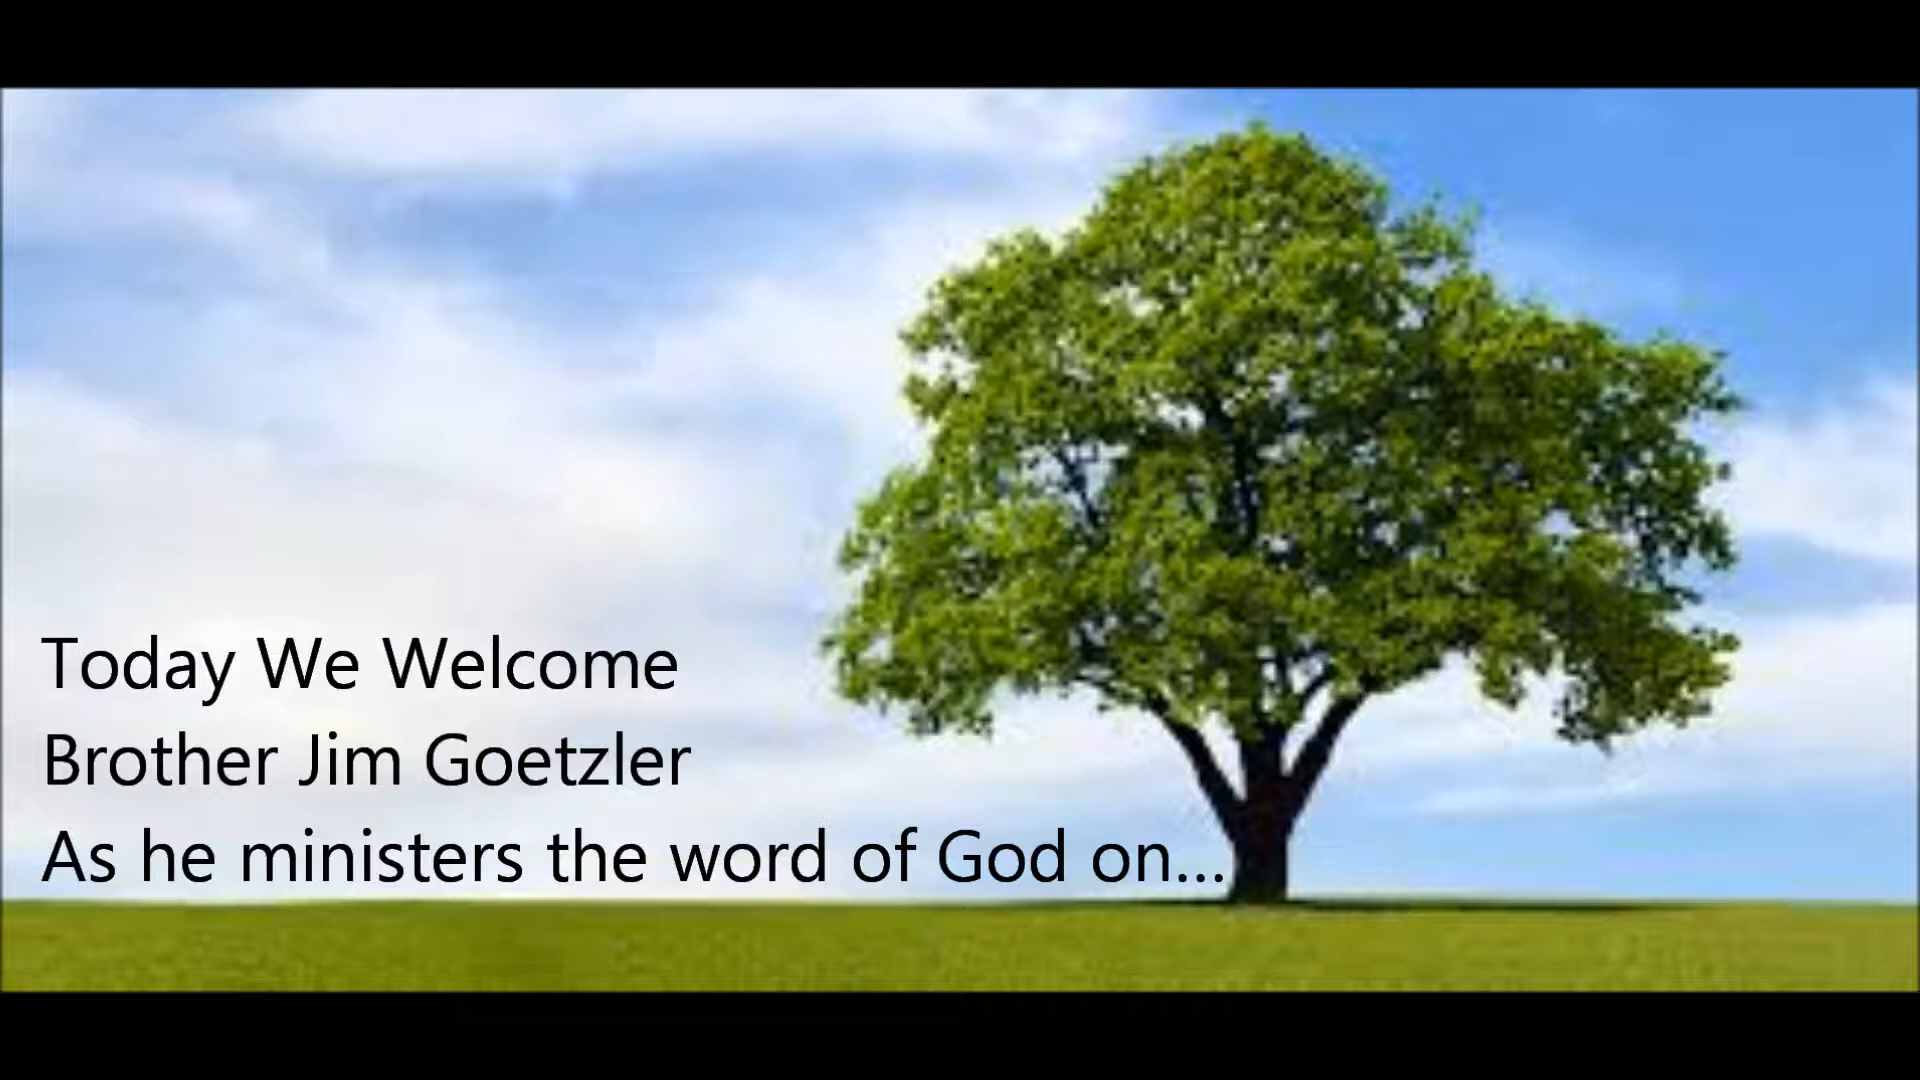 Today We Welcome
Brother Jim Goetzler
As he ministers the word of God on...